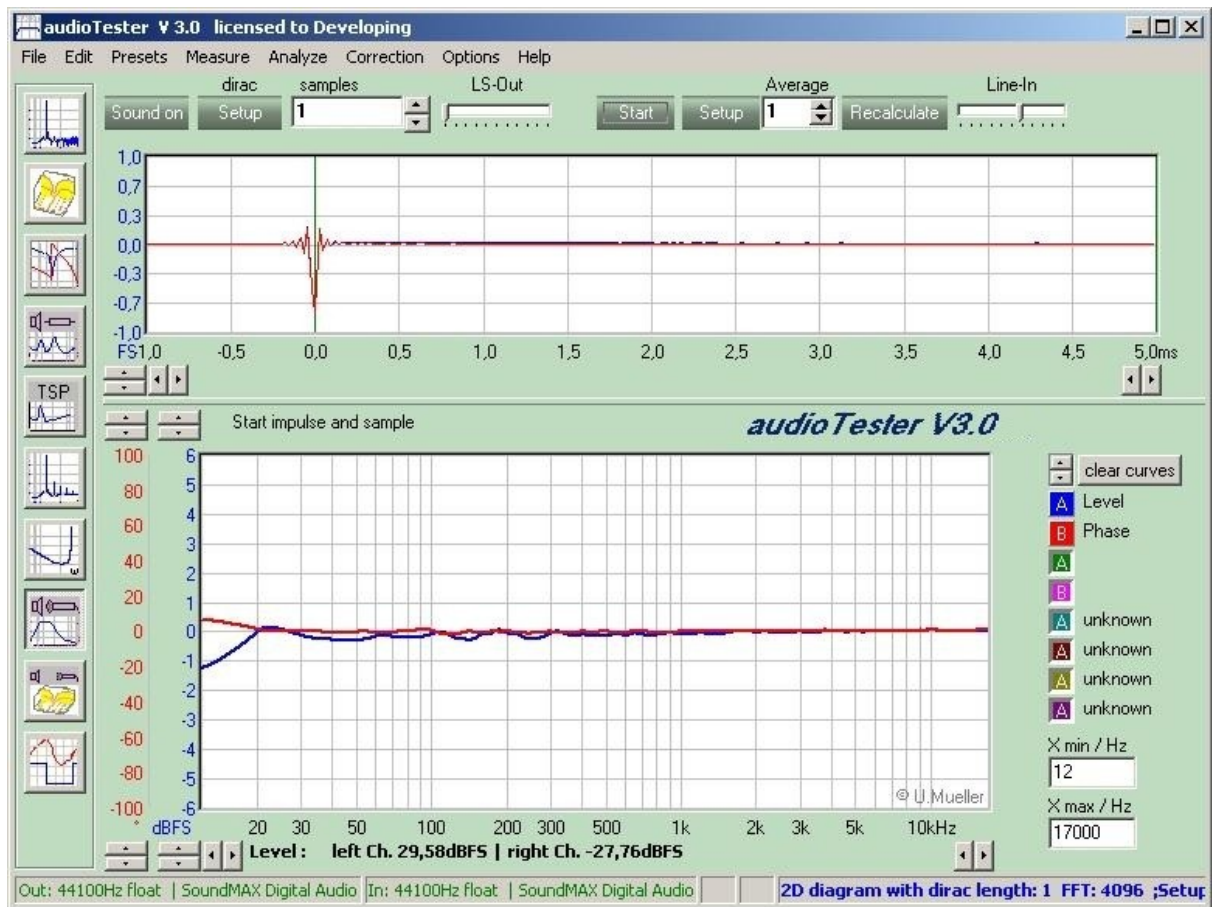 audioTester V 3.0 licensed to Developing
File Edit Presets Measure Analyze Correction Options Help
dirac samples LS-Out Average Line-In
Sound on Setup 1 Start Setup 1 Recalculate
1,0
0,7
0,3
0,0
-0,3
-0,7
-1,0
FS1,0 -0,5 0,0 0,5 1,0 1,5 2,0 2,5 3,0 3,5 4,0 4,5 5,0ms
TSP
Start impulse and sample audioTester V3.0
100 6
5
80
4
60
3
40
2
20
1
0 0
-1
-20
-2
-40
-3
-60
-4
-80
-5
-100 -6
clear curves
A Level
B Phase
A
B
A unknown
A unknown
A unknown
A unknown
X min / Hz
12
X max / Hz
17000
© U.Mueller
° dBFS 20 30 50 100 200 300 500 1k 2k 3k 5k 10kHz
Level : left Ch. 29,58dBFS | right Ch. -27,76dBFS
Out: 44100Hz float | SoundMAX Digital Audio In: 44100Hz float | SoundMAX Digital Audio 2D diagram with dirac length: 1 FFT: 4096 ;Setup